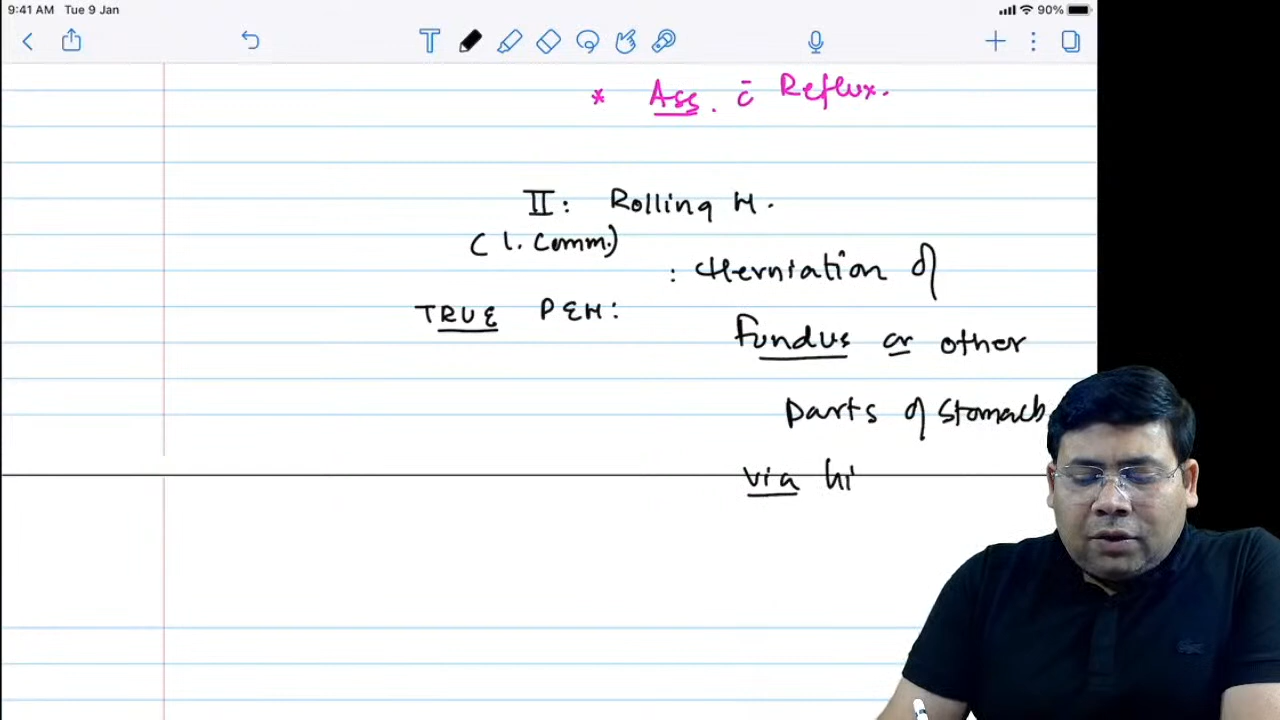 9:41 AM Tue 9 Jan
90%
* Ass. c̄ Reflux.
II: Rolling H.
( l. Comm.)
: Herniation of
TRUE PEH:
Fundus or other
parts of stomach
via hi